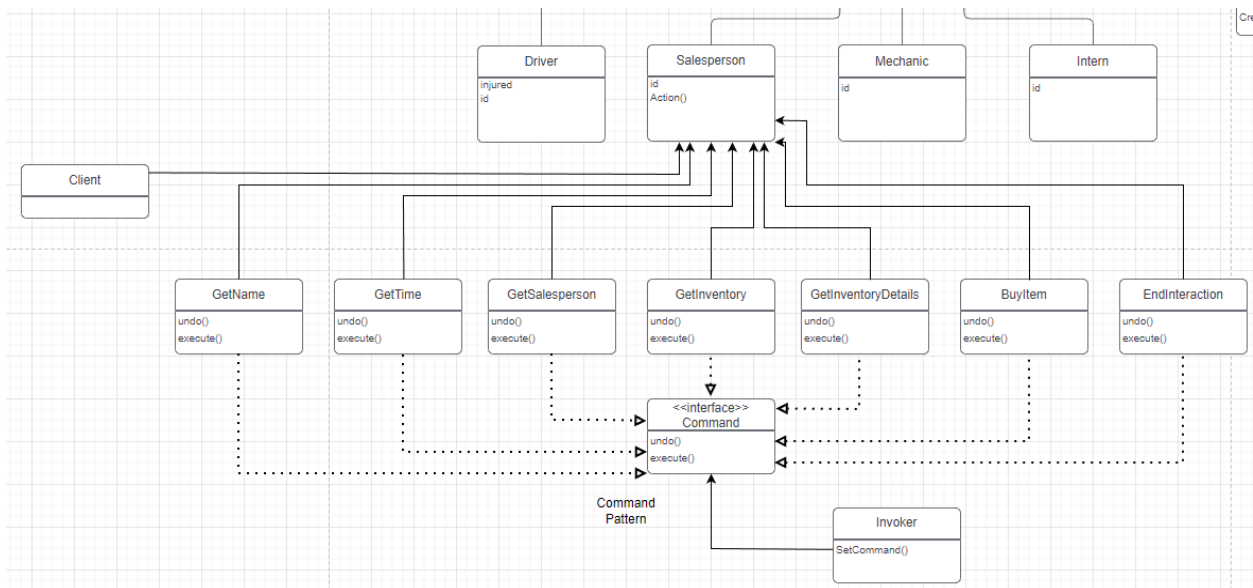 Cre
Driver
injured
id
Salesperson
id
Action()
Mechanic
id
Intern
id
Client
GetName
undo()
execute()
GetTime
undo()
execute()
GetSalesperson
undo()
execute()
GetInventory
undo()
execute()
GetInventoryDetails
undo()
execute()
BuyItem
undo()
execute()
EndInteraction
undo()
execute()
<<interface>>
Command
undo()
execute()
Command
Pattern
Invoker
SetCommand()